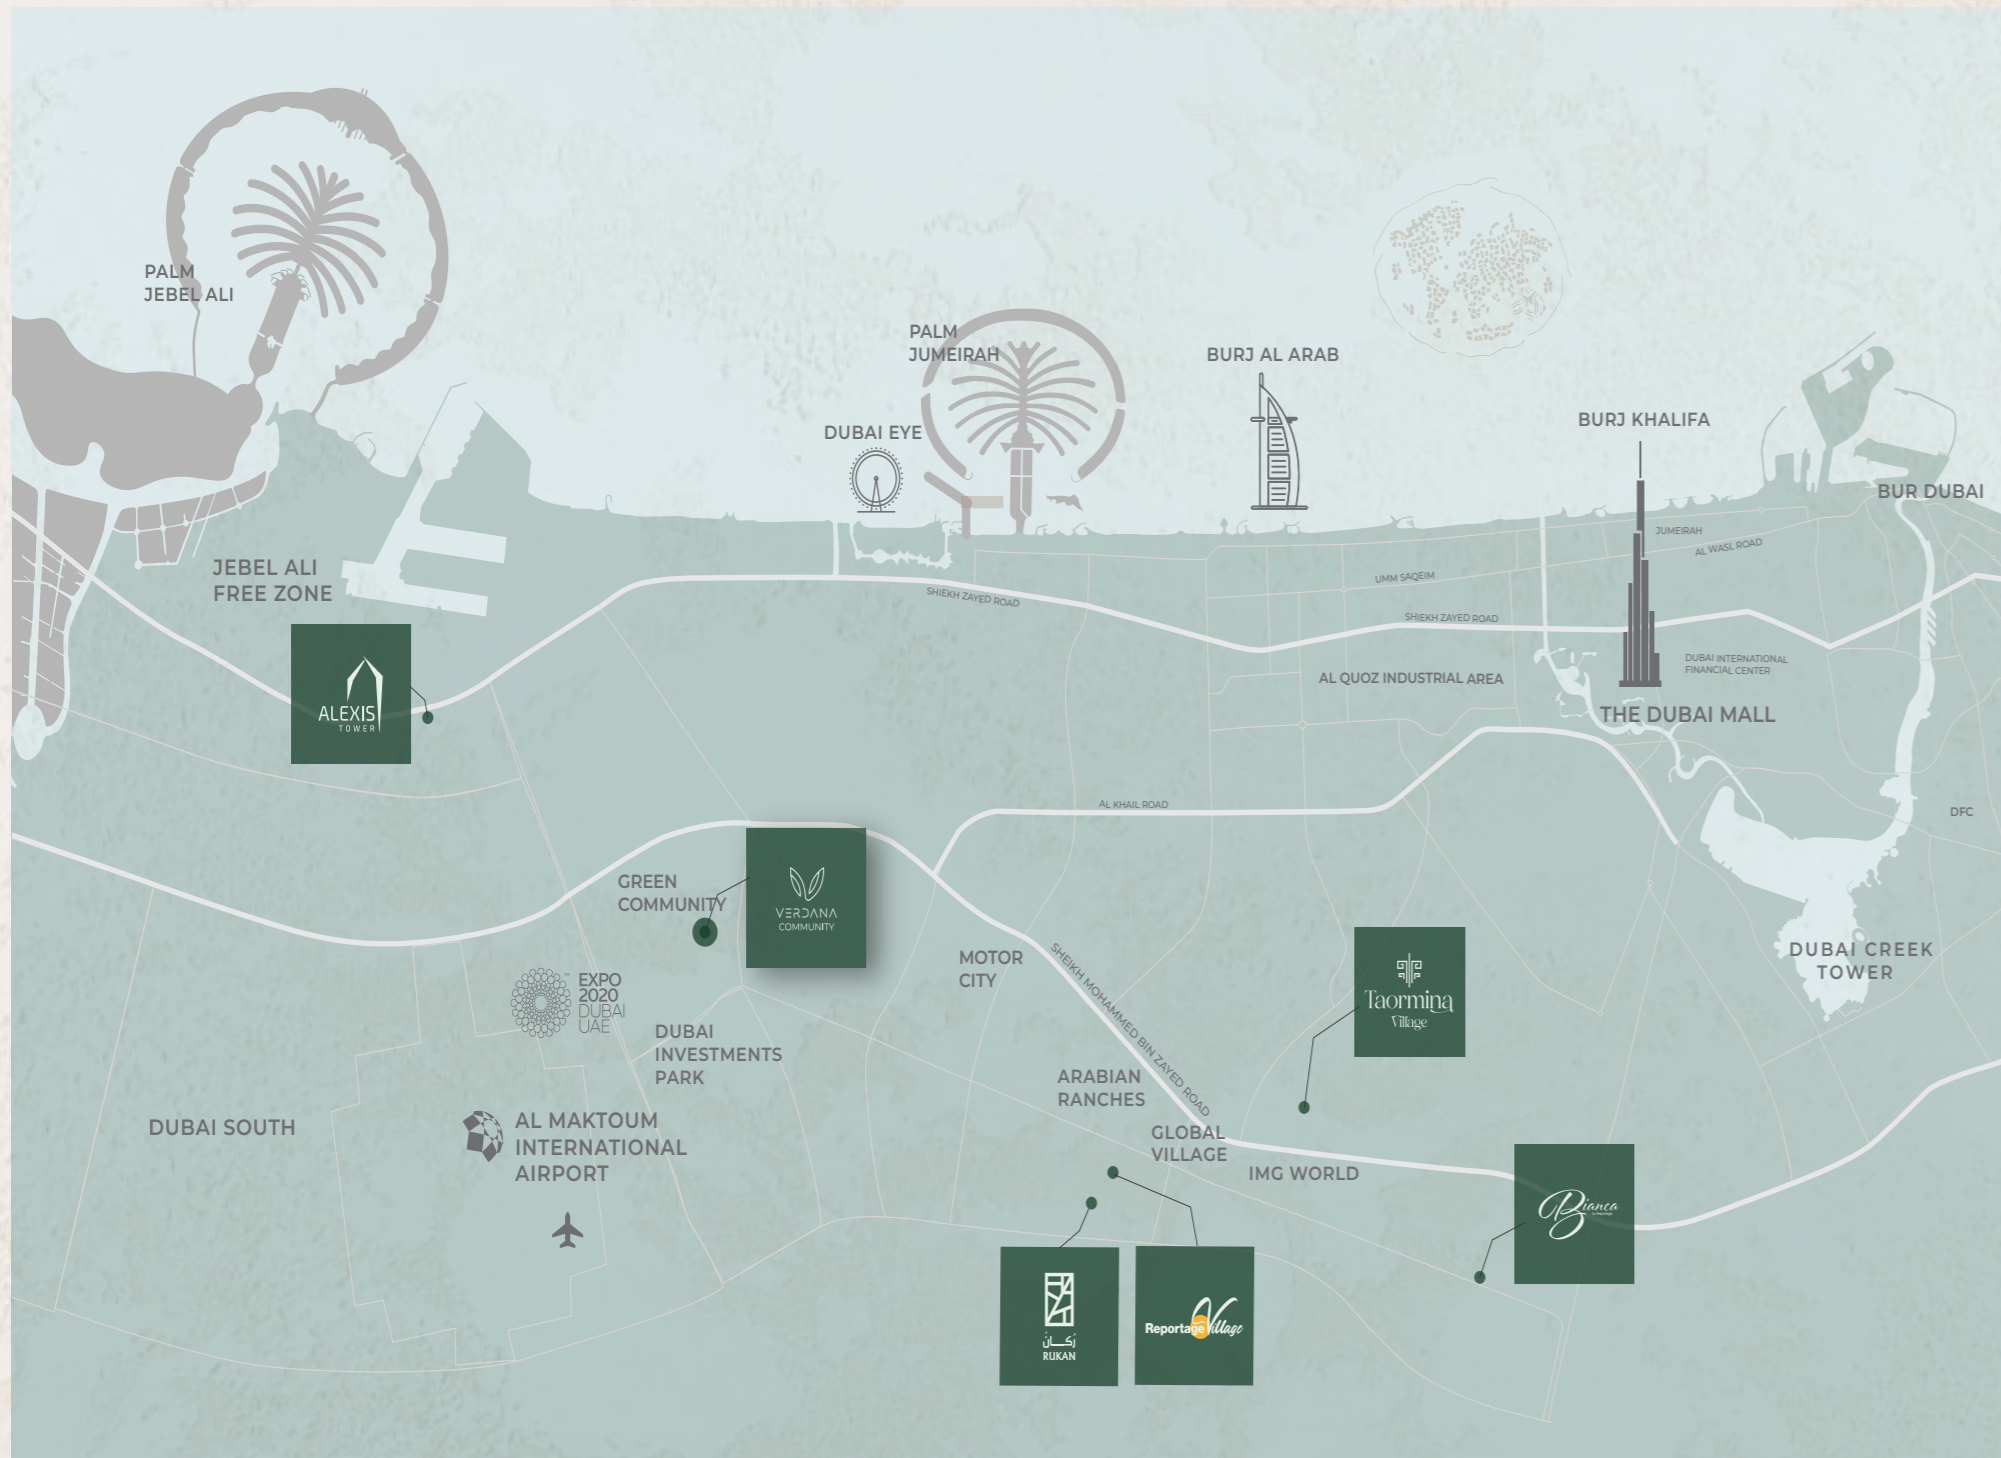 PALM
JEBEL ALI
PALM
JUMEIRAH
BURJ AL ARAB
DUBAI EYE
BURJ KHALIFA
BUR DUBAI
JUMEIRAH
AL WASL ROAD
JEBEL ALI
FREE ZONE
UMM SAQEIM
SHIEKH ZAYED ROAD
SHIEKH ZAYED ROAD
DUBAI INTERNATIONAL
FINANCIAL CENTER
AL QUOZ INDUSTRIAL AREA
THE DUBAI MALL
ALEXIS
TOWER
AL KHAIL ROAD
DFC
GREEN
COMMUNITY
VERDANA
COMMUNITY
MOTOR
CITY
SHEIKH MOHAMMED BIN ZAYED ROAD
DUBAI CREEK
TOWER
EXPO
2020
DUBAI
UAE
Taormina
Village
DUBAI
INVESTMENTS
PARK
ARABIAN
RANCHES
DUBAI SOUTH
AL MAKTOUM
INTERNATIONAL
AIRPORT
GLOBAL
VILLAGE
IMG WORLD
Bianca
رُكــان
RUKAN
Reportage Village